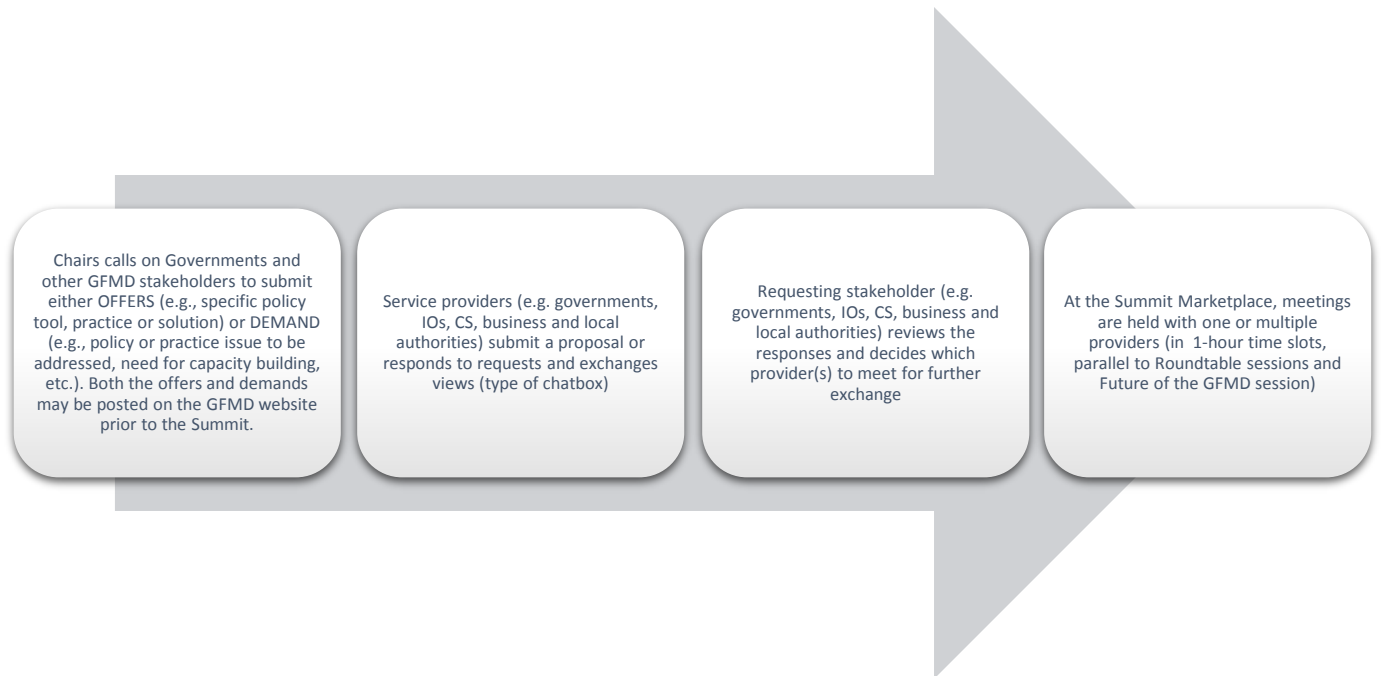 Chairs calls on Governments and
other GFMD stakeholders to submit
either OFFERS (e.g., specific policy
tool, practice or solution) or DEMAND
(e.g., policy or practice issue to be
addressed, need for capacity building,
etc.). Both the offers and demands
may be posted on the GFMD website
prior to the Summit.
Service providers (e.g. governments,
IOs, CS, business and local
authorities) submit a proposal or
responds to requests and exchanges
views (type of chatbox)
Requesting stakeholder (e.g.
governments, IOs, CS, business and
local authorities) reviews the
responses and decides which
provider(s) to meet for further
exchange
At the Summit Marketplace, meetings
are held with one or multiple
providers (in  1-hour time slots,
parallel to Roundtable sessions and
Future of the GFMD session)